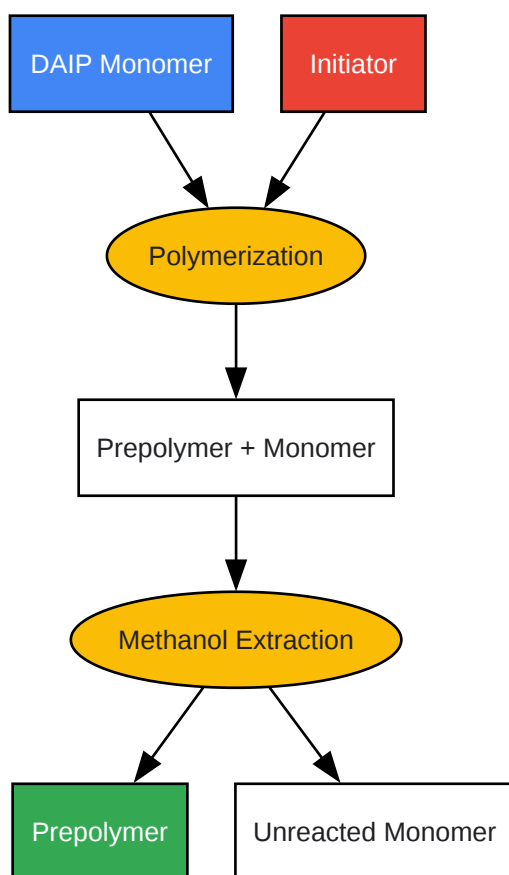 DAIP Monomer
Initiator
Polymerization
Prepolymer + Monomer
Methanol Extraction
Prepolymer
Unreacted Monomer